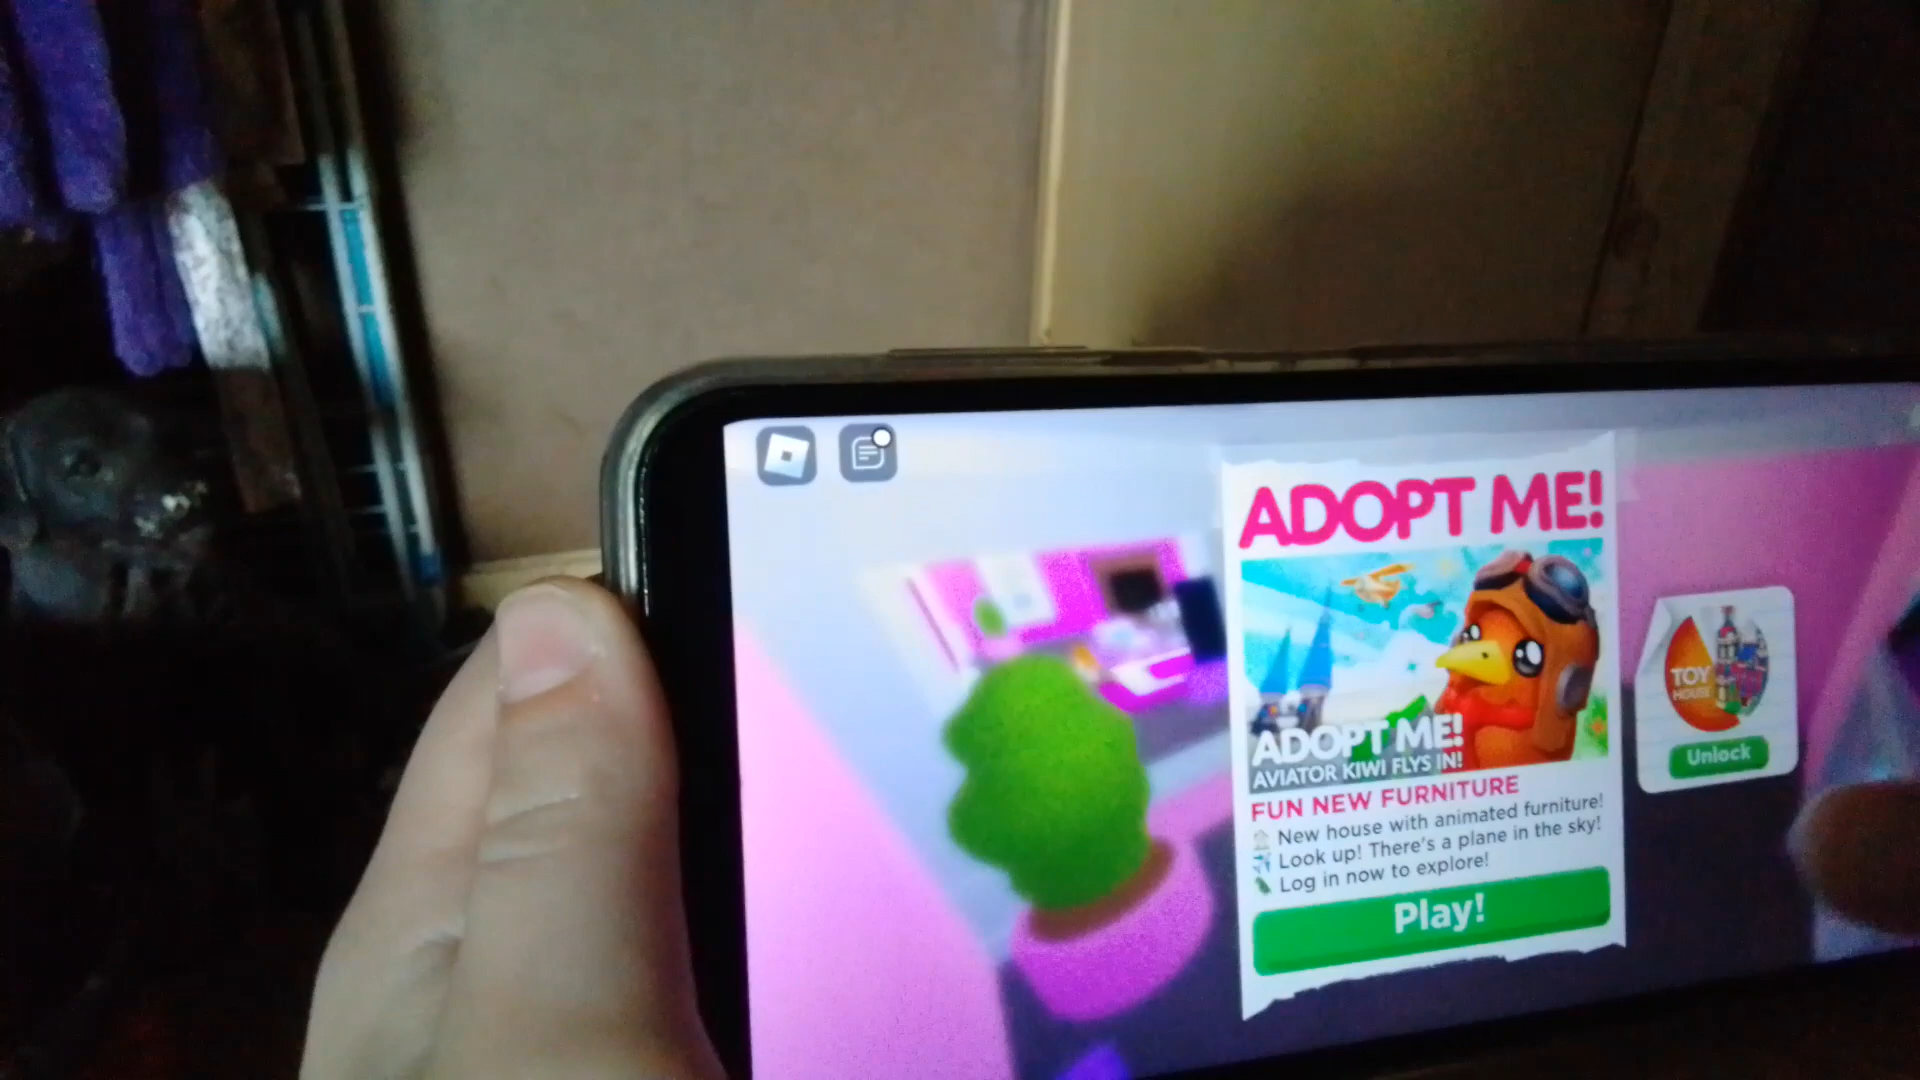 ADOPT ME!
ADOPT ME!
AVIATOR KIWI FLYS IN!
FUN NEW FURNITURE
New house with animated furniture!
Look up! There's a plane in the sky!
Log in now to explore!
Play!
TOY
HOUSE
Unlock